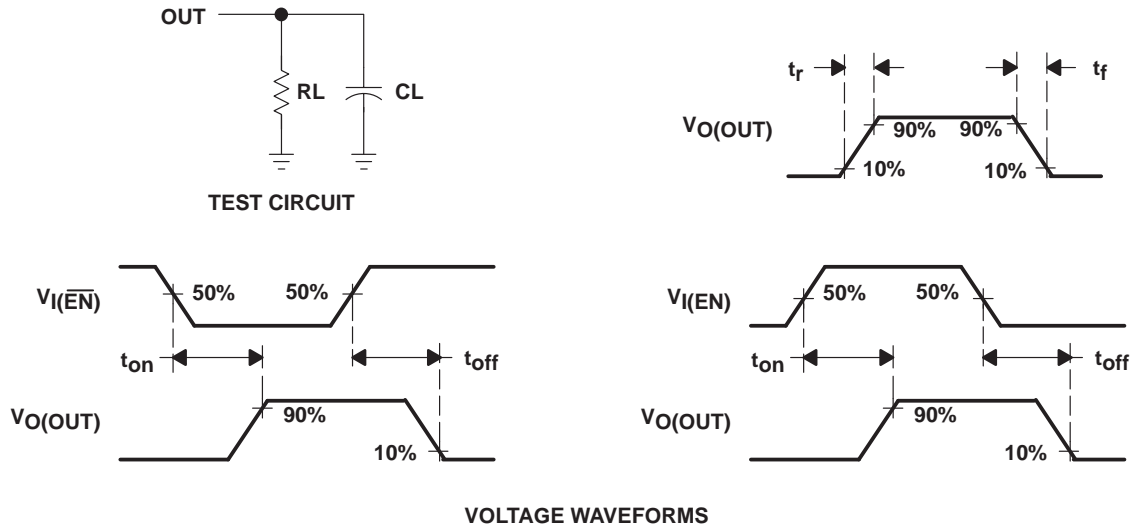 OUT
RL CL
TEST CIRCUIT
tr tf
VO(OUT)
90% 90%
10% 10%
VI(E̅N̅)
50% 50%
ton toff
VO(OUT)
90%
10%
VI(EN)
50% 50%
ton toff
VO(OUT)
90%
10%
VOLTAGE WAVEFORMS